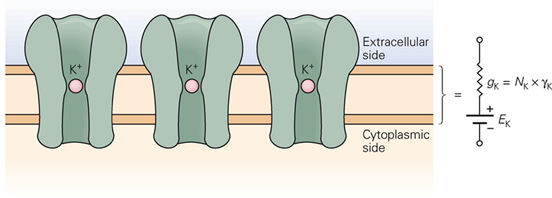 K⁺
K⁺
K⁺
Extracellular
side
Cytoplasmic
side
=
gK = NK × γK
+
EK
−